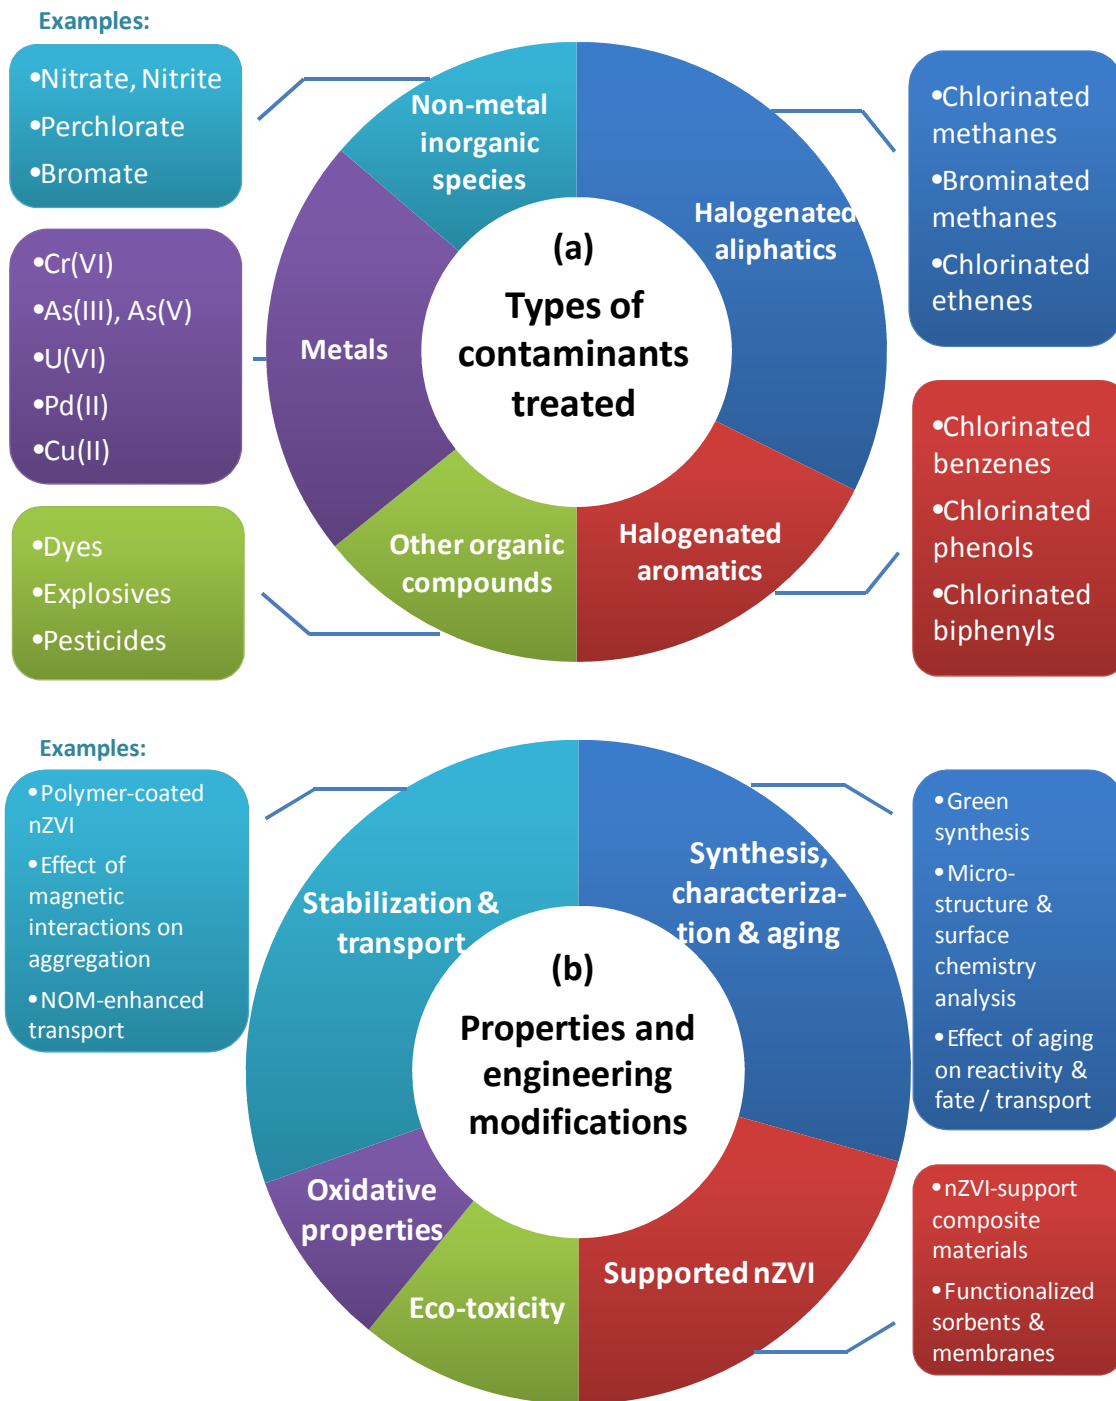 Examples:
•Nitrate, Nitrite
•Perchlorate
•Bromate
•Cr(VI)
•As(III), As(V)
•U(VI)
•Pd(II)
•Cu(II)
•Dyes
•Explosives
•Pesticides
Non-metal
inorganic
species
Halogenated
aliphatics
Metals
Other organic
compounds
Halogenated
aromatics
(a)
Types of
contaminants
treated
•Chlorinated
methanes
•Brominated
methanes
•Chlorinated
ethenes
•Chlorinated
benzenes
•Chlorinated
phenols
•Chlorinated
biphenyls
Examples:
•Polymer-coated
nZVI
•Effect of
magnetic
interactions on
aggregation
•NOM-enhanced
transport
Stabilization &
transport
Synthesis,
characteriza-
tion & aging
Oxidative
properties
Eco-toxicity
Supported nZVI
(b)
Properties and
engineering
modifications
•Green
synthesis
•Micro-
structure &
surface
chemistry
analysis
•Effect of aging
on reactivity &
fate / transport
•nZVI-support
composite
materials
•Functionalized
sorbents &
membranes